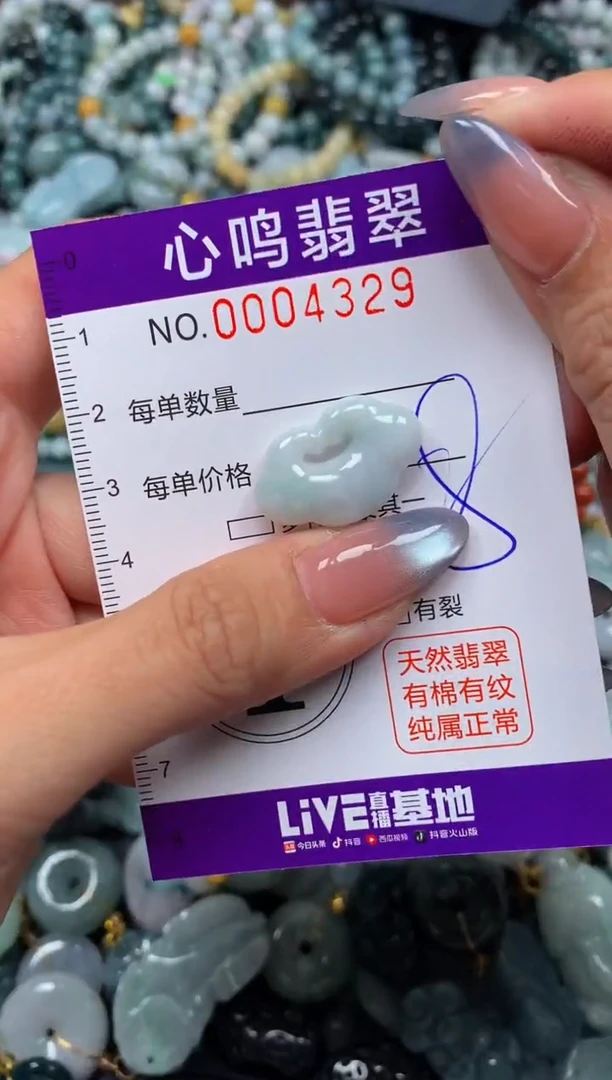 心鸣翡翠
NO.0004329
每单数量
每单价格
有裂
天然翡翠
有棉有纹
纯属正常
LiVE直播基地
今日头条 抖音 西瓜视频 抖音火山版
0
1
2
3
4
7